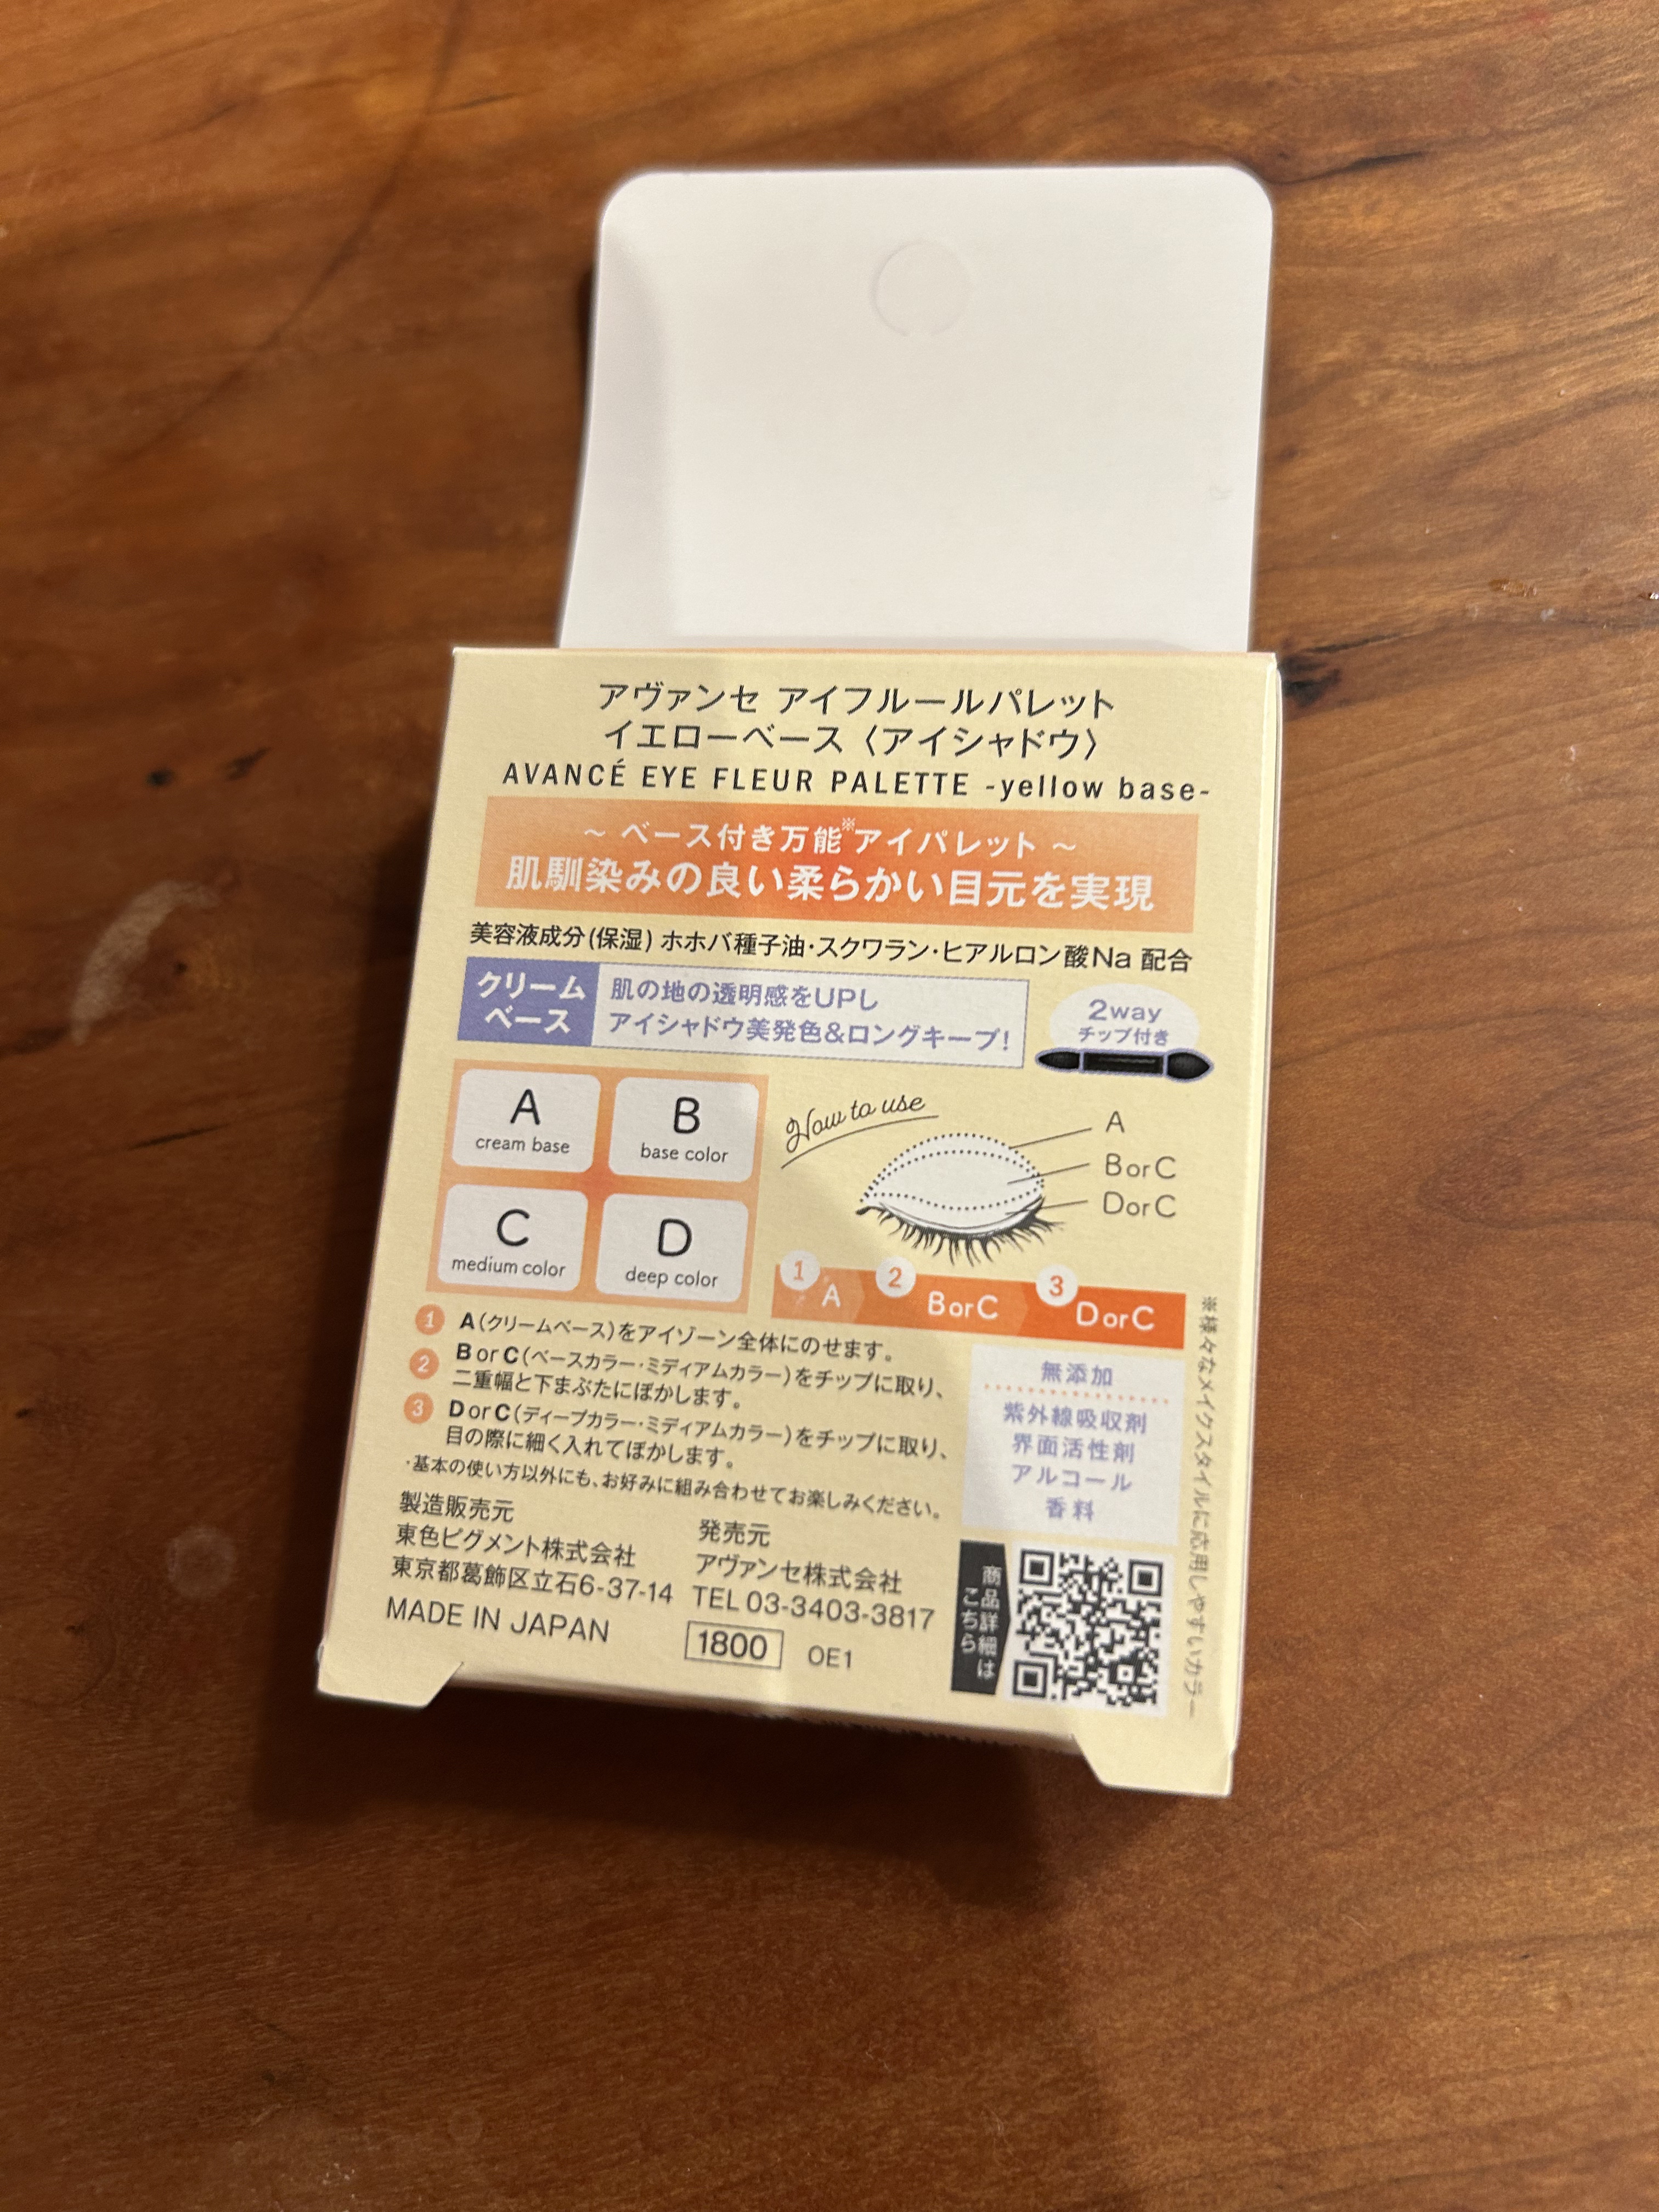 アヴァンセ アイフルールパレット
イエローベース〈アイシャドウ〉
AVANCÉ EYE FLEUR PALETTE -yellow base-
～ ベース付き万能※アイパレット ～
肌馴染みの良い柔らかい目元を実現
美容液成分(保湿) ホホバ種子油・スクワラン・ヒアルロン酸Na 配合
クリーム
ベース
肌の地の透明感をUPし
アイシャドウ美発色&ロングキープ!
2way
チップ付き
A
cream base
B
base color
C
medium color
D
deep color
How to use
A
B or C
D or C
1 A
2 B or C
3 D or C
1 A(クリームベース)をアイゾーン全体にのせます。
2 B or C(ベースカラー・ミディアムカラー)をチップに取り、
二重幅と下まぶたにぼかします。
3 D or C(ディープカラー・ミディアムカラー)をチップに取り、
目の際に細く入れてぼかします。
・基本の使い方以外にも、お好みに組み合わせてお楽しみください。
無添加
紫外線吸収剤
界面活性剤
アルコール
香料
※様々なメイクスタイルに応用しやすいカラー
製造販売元
東色ピグメント株式会社
東京都葛飾区立石6-37-14
MADE IN JAPAN
発売元
アヴァンセ株式会社
TEL 03-3403-3817
1800 OE1
商品詳細は
こちら